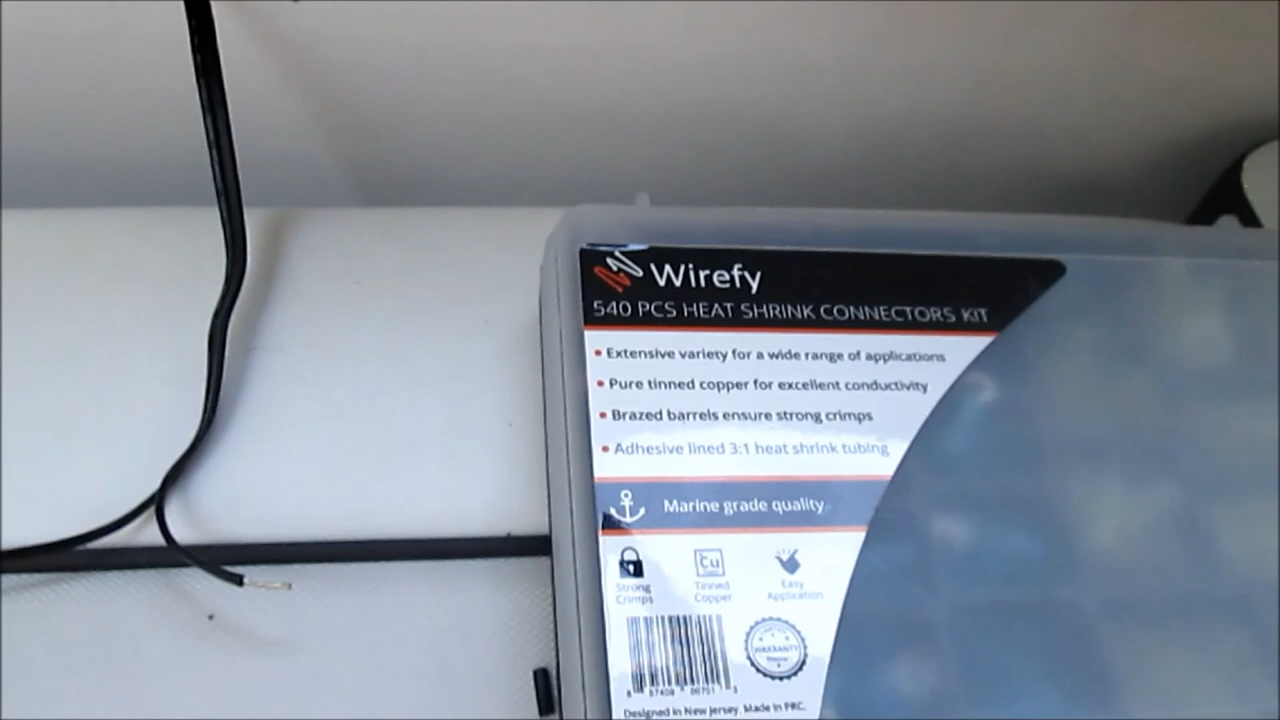 Wirefy
540 PCS HEAT SHRINK CONNECTORS KIT
• Extensive variety for a wide range of applications
• Pure tinned copper for excellent conductivity
• Brazed barrels ensure strong crimps
• Adhesive lined 3:1 heat shrink tubing
Marine grade quality
Strong Crimps
Cu
Tinned Copper
Easy Application
WARRANTY
Designed in New Jersey. Made in PRC.